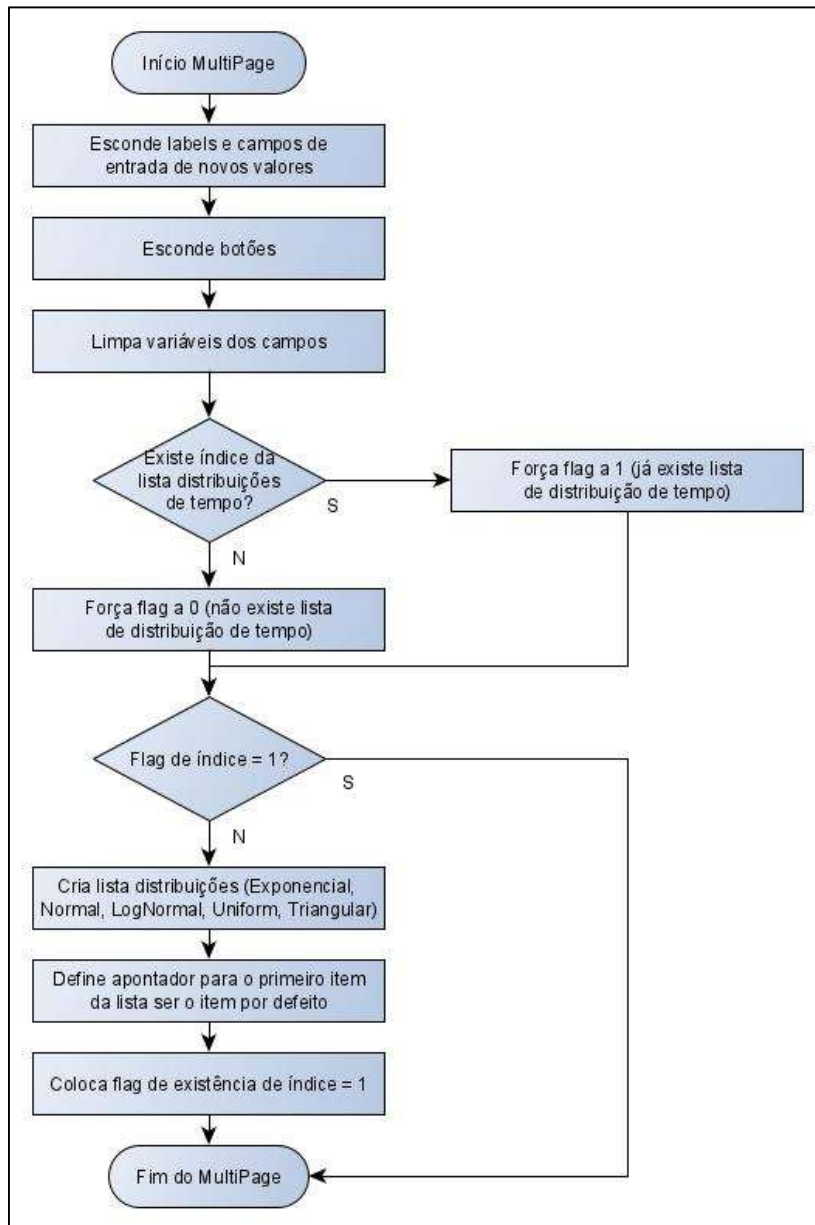 Início MultiPage
Esconde labels e campos de
entrada de novos valores
Esconde botões
Limpa variáveis dos campos
Existe índice da
lista distribuições
de tempo?
S
Força flag a 1 (já existe lista
de distribuição de tempo)
N
Força flag a 0 (não existe lista
de distribuição de tempo)
Flag de índice = 1?
S
N
Cria lista distribuições (Exponencial,
Normal, LogNormal, Uniform, Triangular)
Define apontador para o primeiro item
da lista ser o item por defeito
Coloca flag de existência de índice = 1
Fim do MultiPage